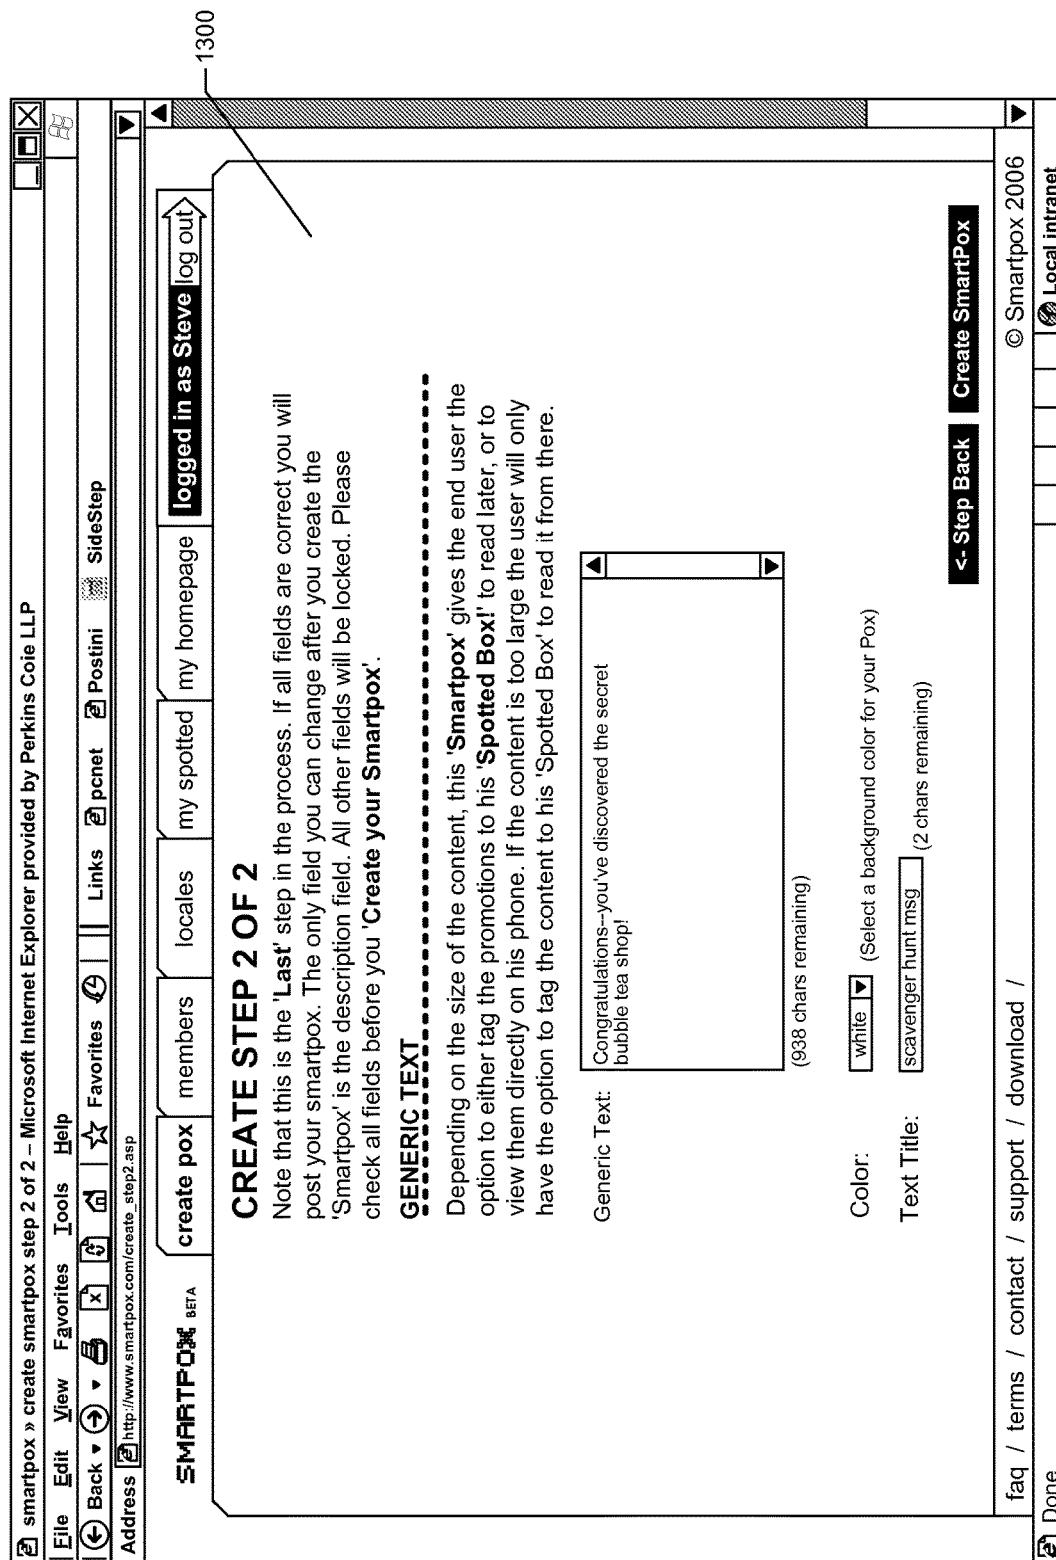 smartpox » create smartpox step 2 of 2 – Microsoft Internet Explorer provided by Perkins Coie LLP
File Edit View Favorites Tools Help
Back Favorites Links pcnet Postini SideStep
Address http://www.smartpox.com/create_step2.asp
1300
SMARTPOX BETA
create pox members locales my spotted my homepage logged in as Steve log out
CREATE STEP 2 OF 2
Note that this is the 'Last' step in the process. If all fields are correct you will
post your smartpox. The only field you can change after you create the
'Smartpox' is the description field. All other fields will be locked. Please
check all fields before you 'Create your Smartpox'.
GENERIC TEXT
Depending on the size of the content, this 'Smartpox' gives the end user the
option to either tag the promotions to his 'Spotted Box!' to read later, or to
view them directly on his phone. If the content is too large the user will only
have the option to tag the content to his 'Spotted Box' to read it from there.
Generic Text: Congratulations--you've discovered the secret
bubble tea shop!
(938 chars remaining)
Color: white (Select a background color for your Pox)
Text Title: scavenger hunt msg (2 chars remaining)
<- Step Back Create SmartPox
faq / terms / contact / support / download / © Smartpox 2006
Done Local intranet